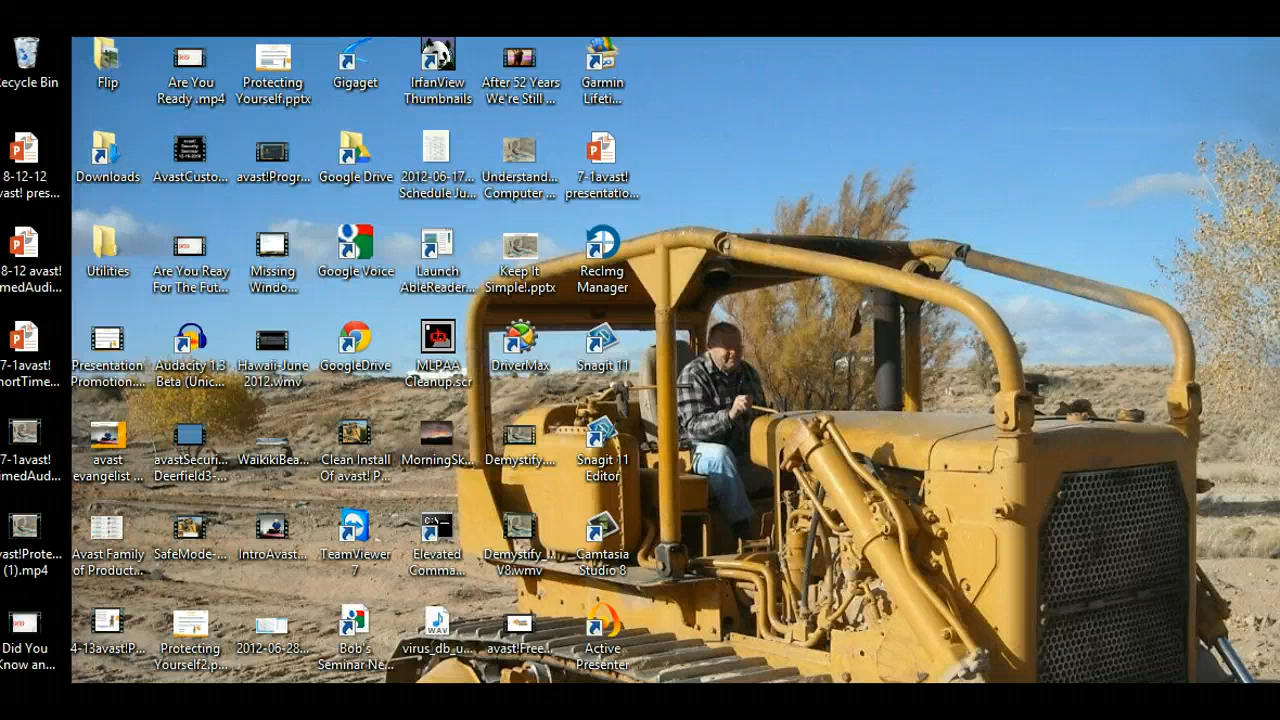 Recycle Bin
Flip
Are You
Ready .mp4
Protecting
Yourself.pptx
Gigaget
IrfanView
Thumbnails
After 52 Years
We're Still ...
Garmin
Lifeti...
8-12-12
vast! pres...
Downloads
AvastCusto...
avast!Progr...
Google Drive
2012-06-17...
Schedule Ju...
Understand...
Computer ...
7-1avast!
presentatio...
8-12 avast!
medAudi...
Utilities
Are You Reay
For The Fut...
Missing
Windo...
Google Voice
Launch
AbleReader...
Keep It
Simple!.pptx
RecImg
Manager
7-1avast!
hortTime...
Presentation
Promotion....
Audacity 1.3
Beta (Unic...
Hawaii-June
2012.wmv
GoogleDrive
MLPAA
Cleanup.scr
DriverMax
Snagit 11
7-1avast!
medAud...
avast
evangelist ...
avastSecuri...
Deerfield3-...
WaikikiBea...
Clean Install
Of avast! P...
MorningSk...
Demystify....
Snagit 11
Editor
vast!Prote...
(1).mp4
Avast Family
of Product...
SafeMode-...
IntroAvast...
TeamViewer
7
Elevated
Comma...
Demystify_...
V8.wmv
Camtasia
Studio 8
Did You
Know an...
4-13avast!P...
Protecting
Yourself2.p...
2012-06-28...
Bob's
Seminar Ne...
virus_db_u...
avast!Free...
Active
Presenter